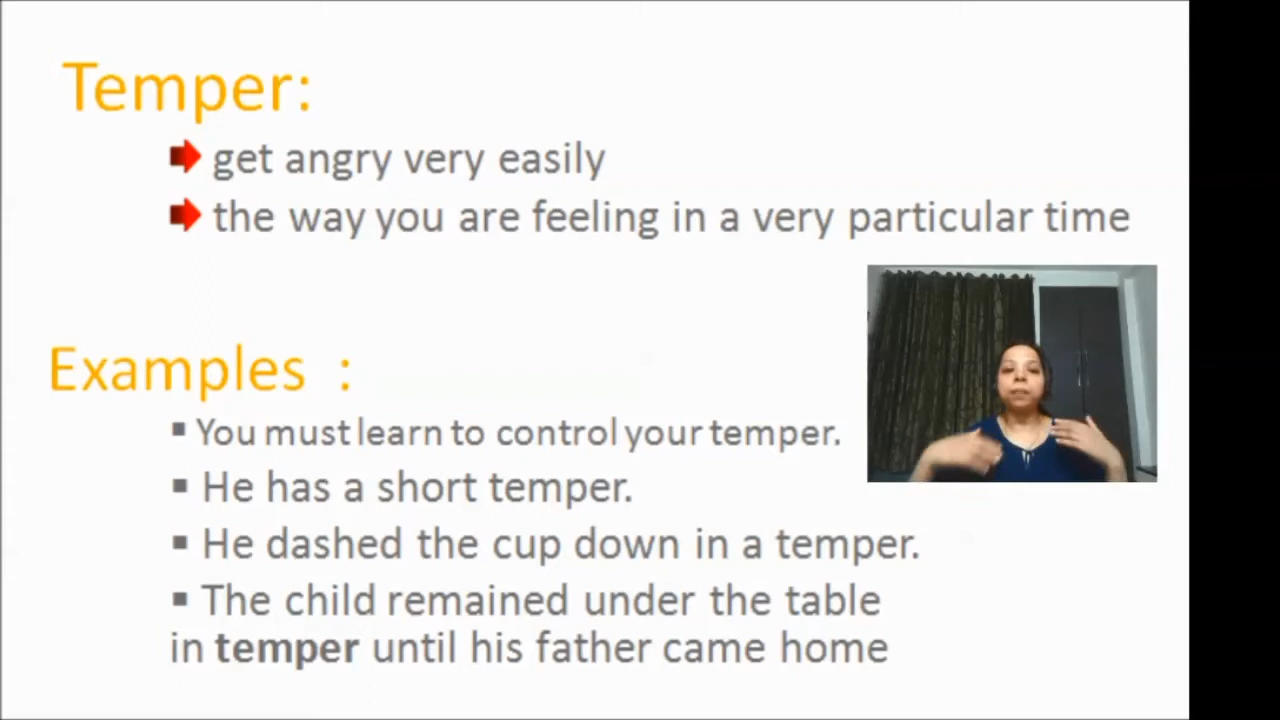 Temper:
get angry very easily
the way you are feeling in a very particular time
Examples :
▪ You must learn to control your temper.
▪ He has a short temper.
▪ He dashed the cup down in a temper.
▪ The child remained under the table
in temper until his father came home